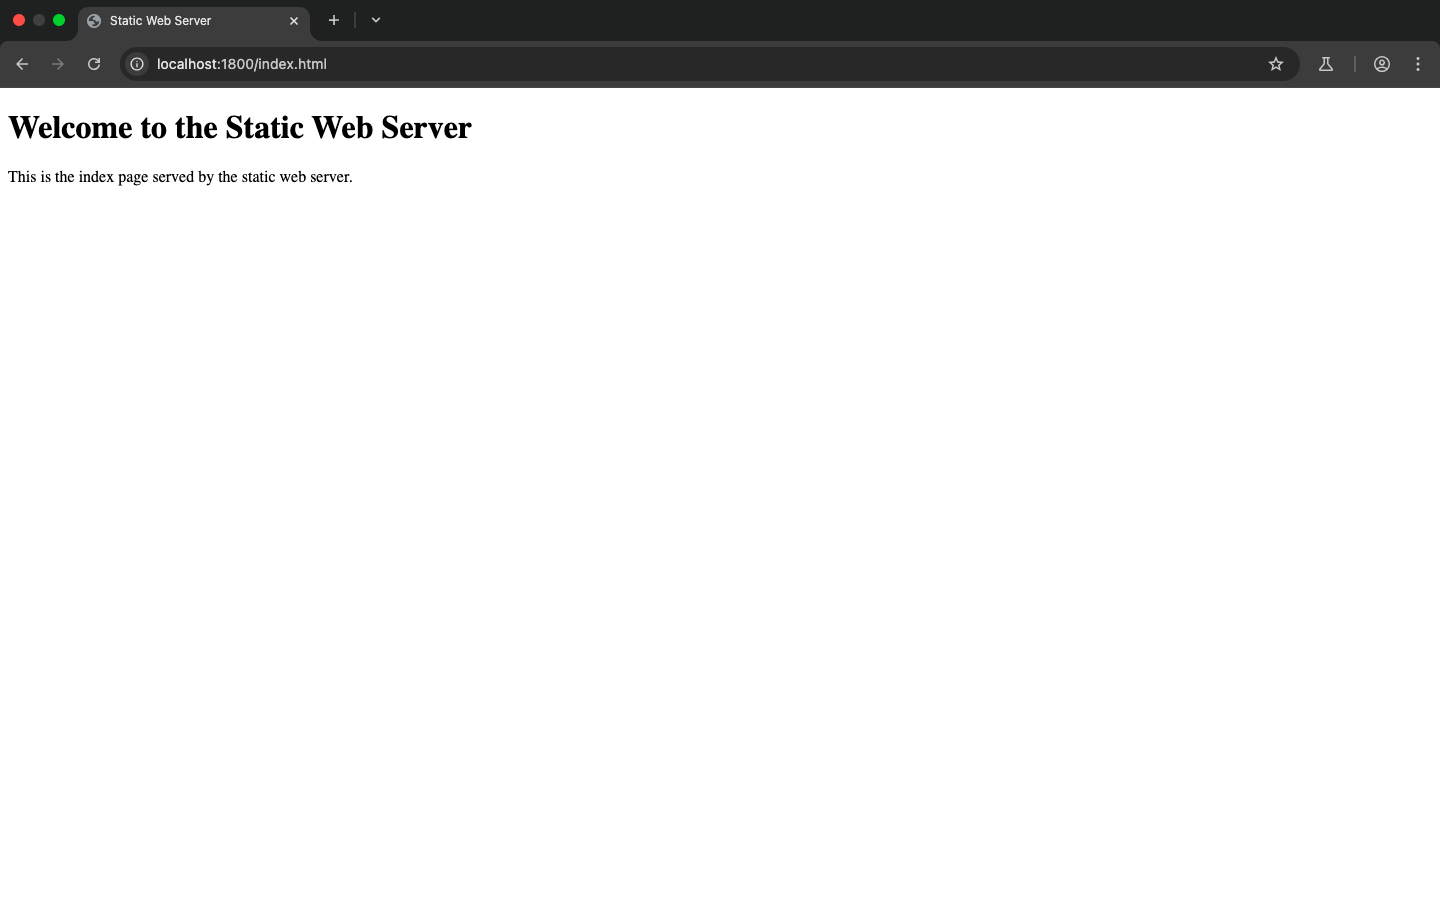 Static Web Server
localhost:1800/index.html
Welcome to the Static Web Server
This is the index page served by the static web server.